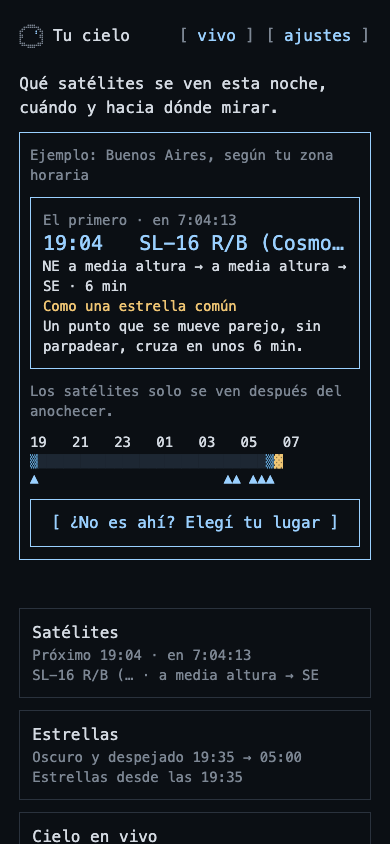 Tu cielo [ vivo ] [ ajustes ]
Qué satélites se ven esta noche,
cuándo y hacia dónde mirar.
Ejemplo: Buenos Aires, según tu zona
horaria
El primero · en 7:04:13
19:04 SL-16 R/B (Cosmo…
NE a media altura → a media altura →
SE · 6 min
Como una estrella común
Un punto que se mueve parejo, sin
parpadear, cruza en unos 6 min.
Los satélites solo se ven después del
anochecer.
19 21 23 01 03 05 07
[ ¿No es ahí? Elegí tu lugar ]
Satélites
Próximo 19:04 · en 7:04:13
SL-16 R/B (… · a media altura → SE
Estrellas
Oscuro y despejado 19:35 → 05:00
Estrellas desde las 19:35
Cielo en vivo